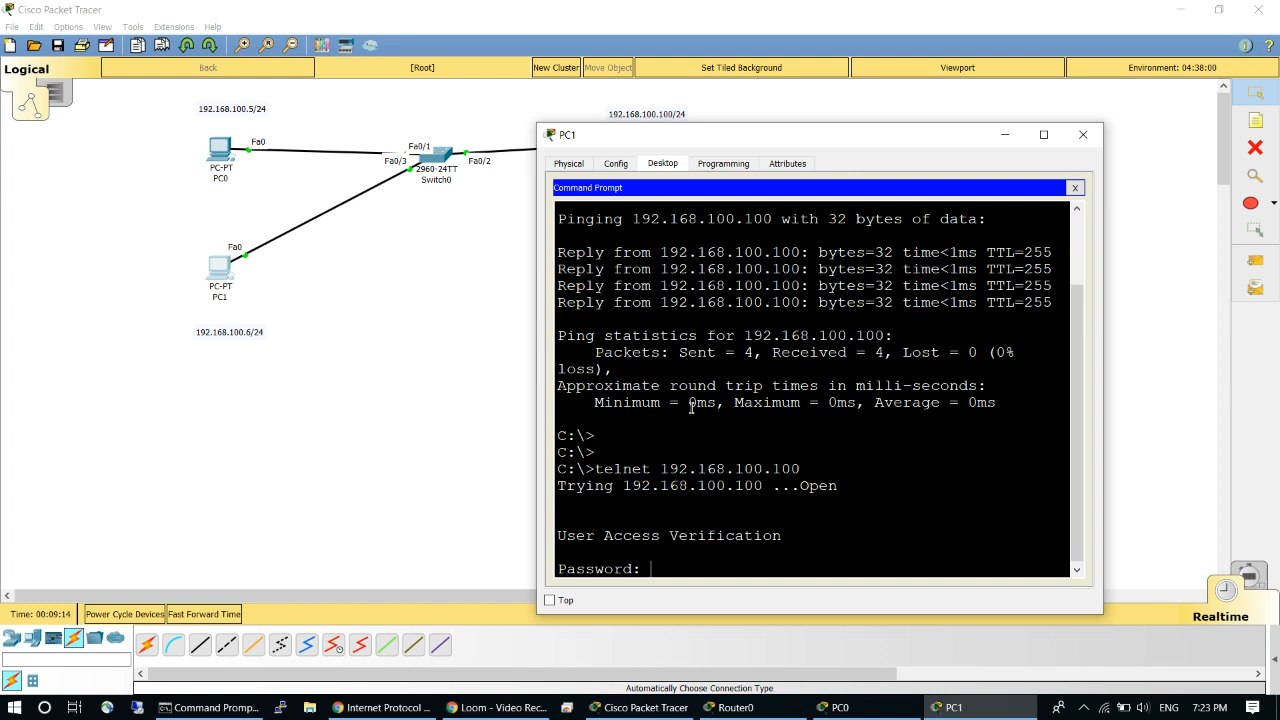 Cisco Packet Tracer
File Edit Options View Tools Extensions Help
Logical Back [Root] New Cluster Move Object Set Tiled Background Viewport Environment: 04:38:00
192.168.100.5/24
192.168.100.100/24
Fa0
PC-PT
PC0
Fa0/1
Fa0/3
Fa0/2
2960-24TT
Switch0
Fa0
PC-PT
PC1
192.168.100.6/24
PC1
Physical Config Desktop Programming Attributes
Command Prompt X
Pinging 192.168.100.100 with 32 bytes of data:
Reply from 192.168.100.100: bytes=32 time<1ms TTL=255
Reply from 192.168.100.100: bytes=32 time<1ms TTL=255
Reply from 192.168.100.100: bytes=32 time<1ms TTL=255
Reply from 192.168.100.100: bytes=32 time<1ms TTL=255
Ping statistics for 192.168.100.100:
Packets: Sent = 4, Received = 4, Lost = 0 (0%
loss),
Approximate round trip times in milli-seconds:
Minimum = 0ms, Maximum = 0ms, Average = 0ms
C:\>
C:\>
C:\>telnet 192.168.100.100
Trying 192.168.100.100 ...Open
User Access Verification
Password:
Top
Time: 00:09:14 Power Cycle Devices Fast Forward Time Realtime
Automatically Choose Connection Type
Command Promp... Internet Protocol ... Loom – Video Rec... Cisco Packet Tracer Router0 PC0 PC1 7:23 PM